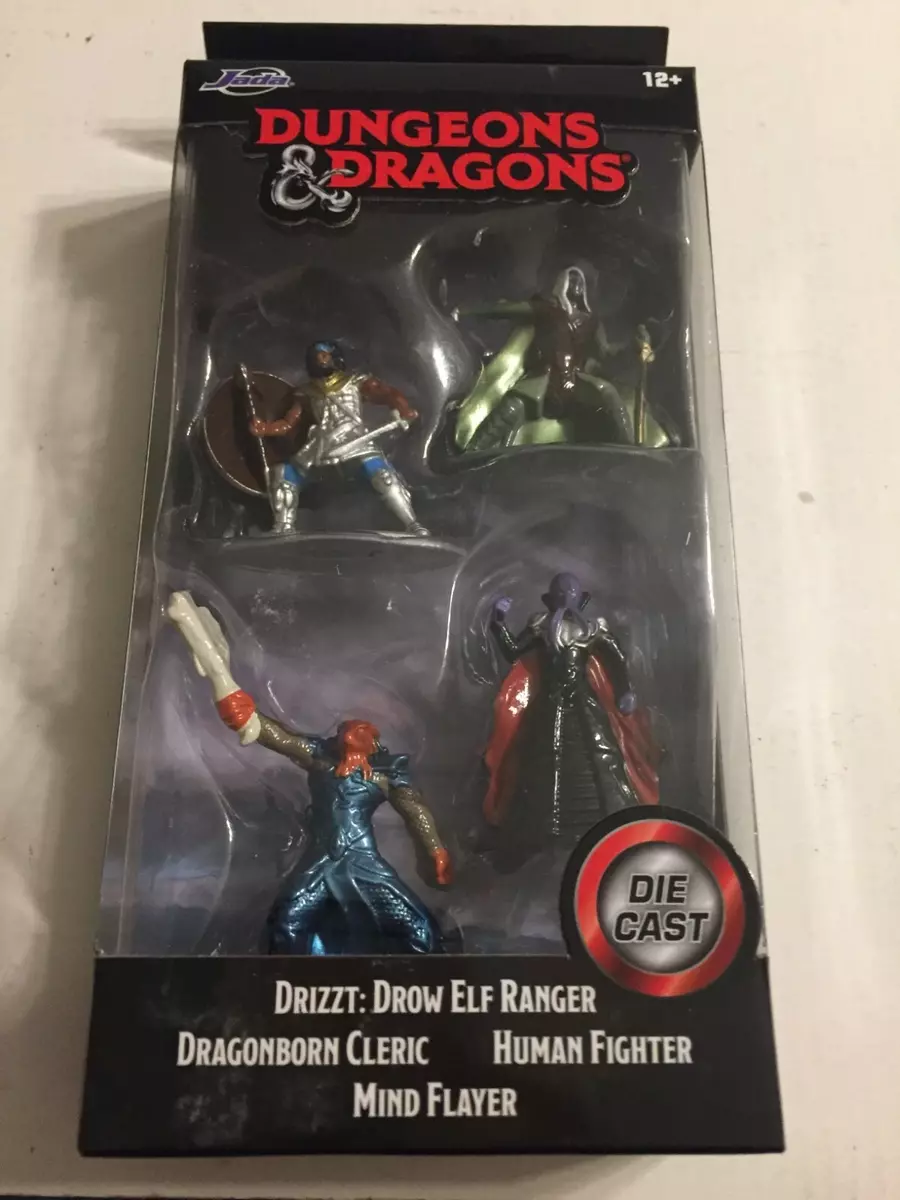 Jada
12+
DUNGEONS
& DRAGONS®
DIE
CAST
DRIZZT: DROW ELF RANGER
DRAGONBORN CLERIC HUMAN FIGHTER
MIND FLAYER